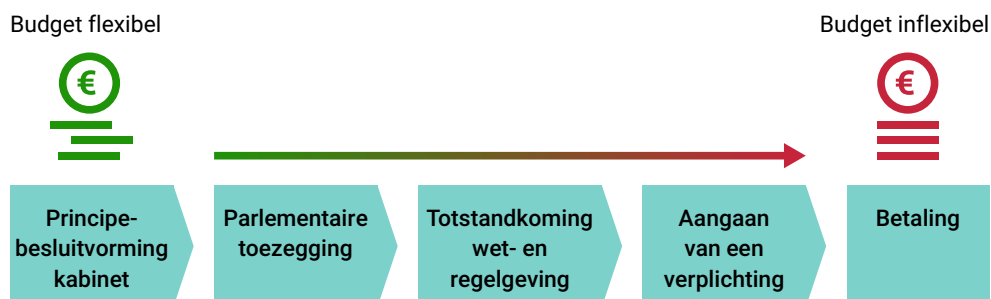 Budget flexibel
Budget inflexibel
€
€
Principe-
besluitvorming
kabinet
Parlementaire
toezegging
Totstandkoming
wet- en
regelgeving
Aangaan
van een
verplichting
Betaling